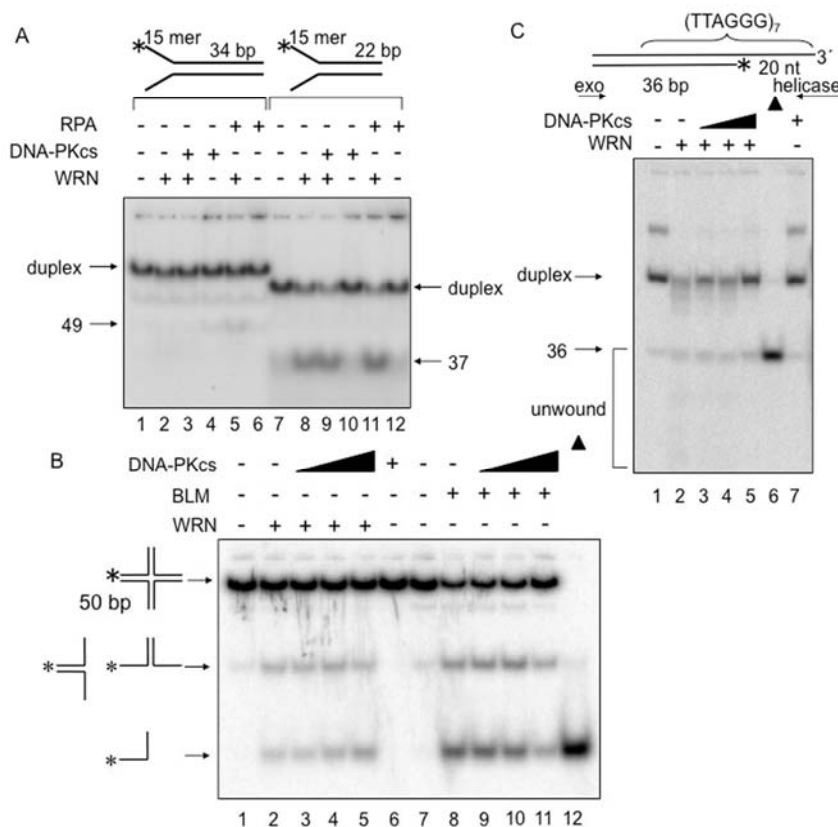 A
*15 mer 34 bp *15 mer 22 bp
RPA - - - - + + - - - - + +
DNA-PKcs - - + + - - - - + + - -
WRN - + + - + - - + + - + -
duplex
duplex
49
37
1 2 3 4 5 6 7 8 9 10 11 12
B
DNA-PKcs - - + - - -
BLM - - - - - - - + + + +
WRN - + + + + - - - - - -
*
50 bp
* *
*
1 2 3 4 5 6 7 8 9 10 11 12
C
(TTAGGG)7
3´
* 20 nt
exo 36 bp helicase
DNA-PKcs - - +
WRN - + + + + -
duplex
36
unwound
1 2 3 4 5 6 7